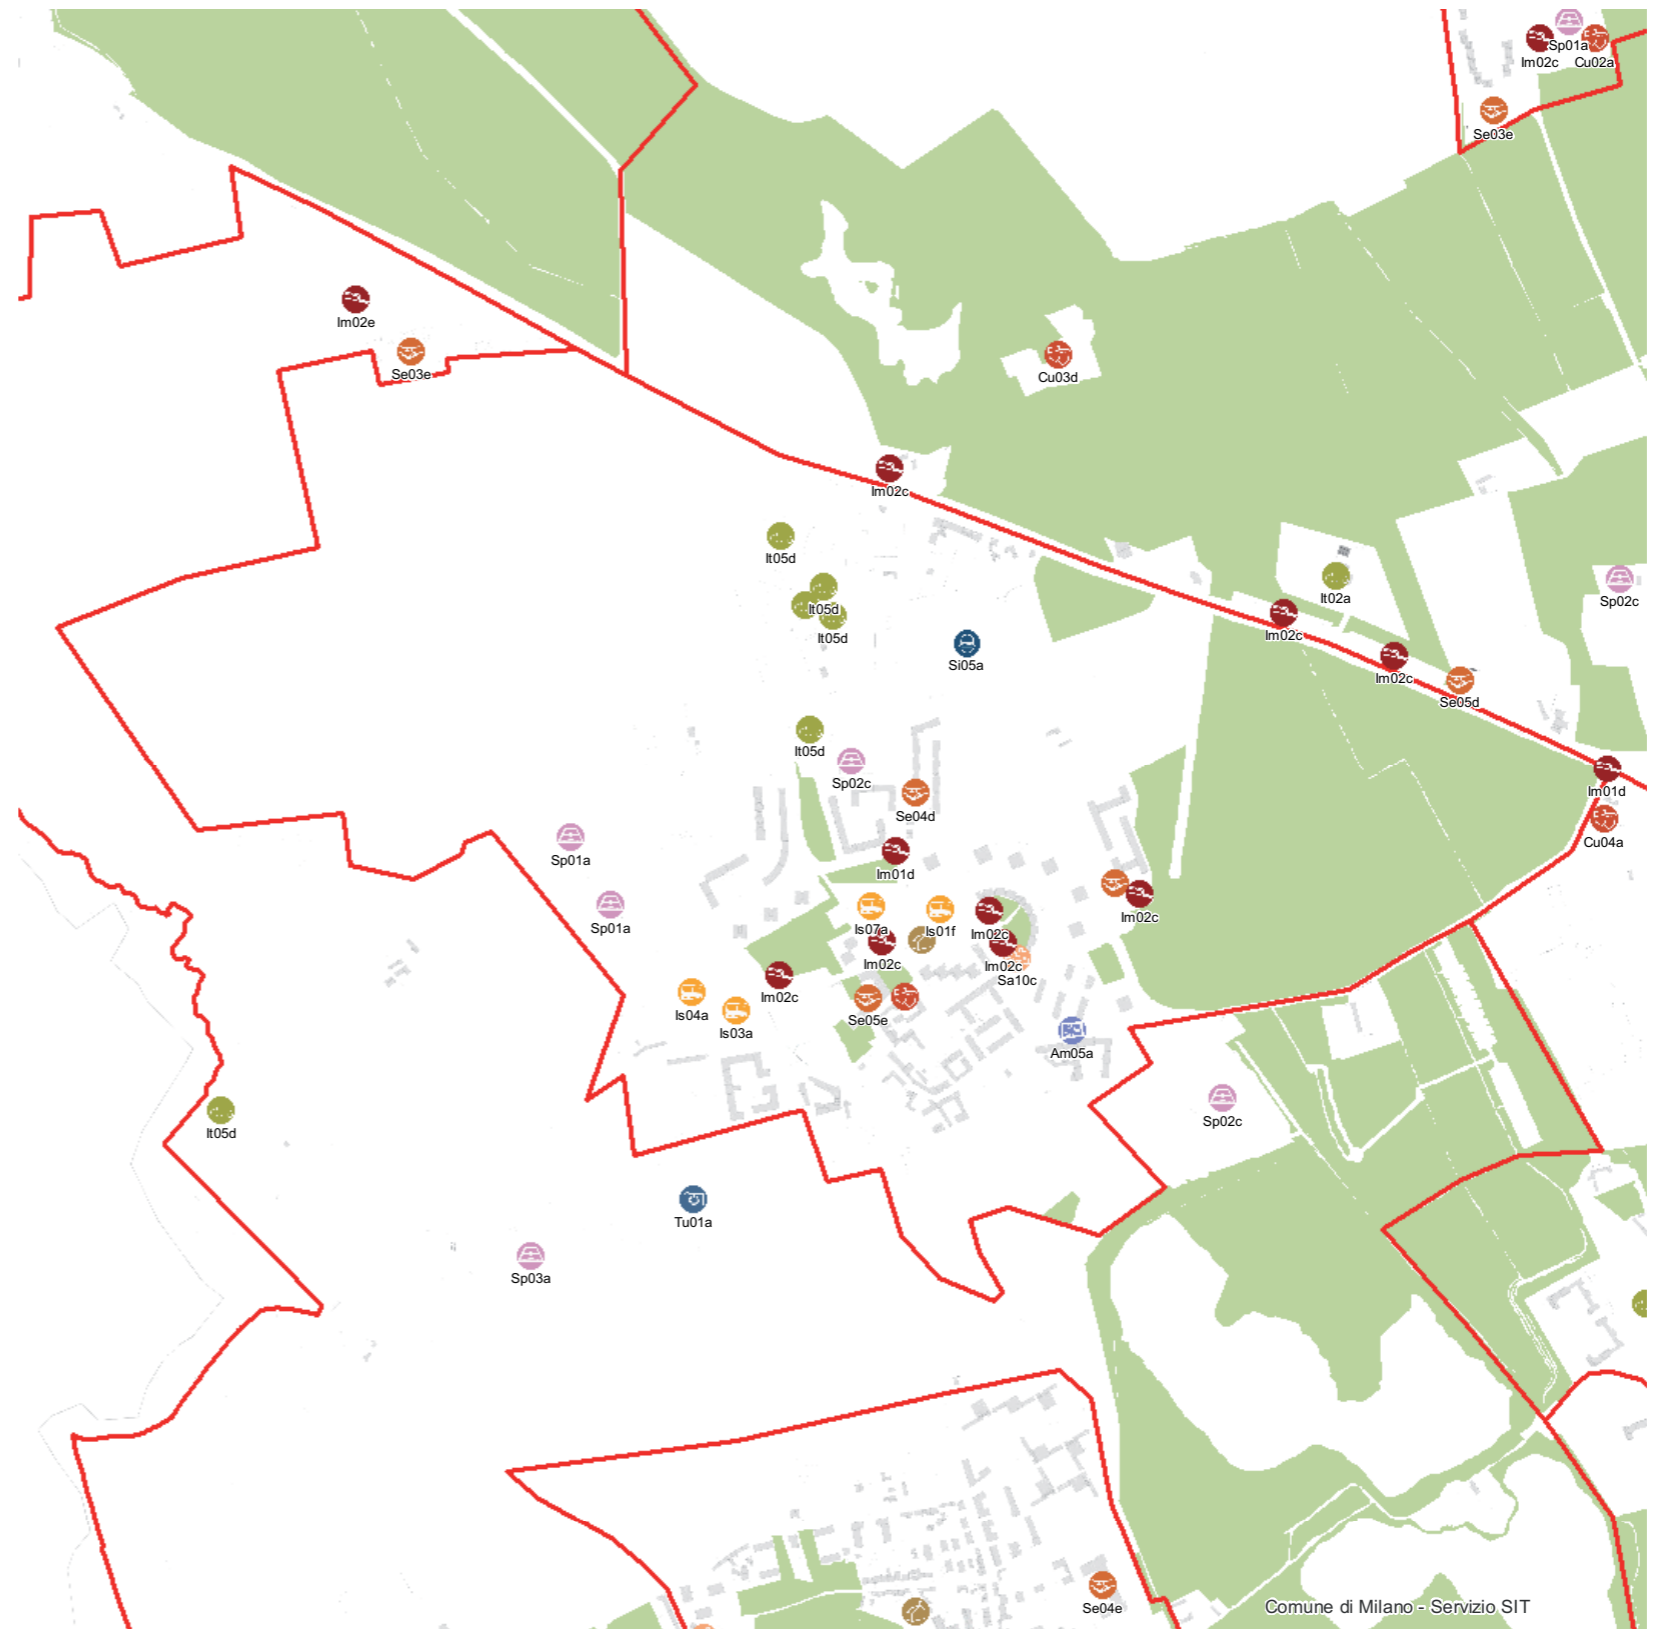 Sp01a
Im02c Cu02a
Se03e
Im02e
Se03e
Cu03d
Im02c
It05d
It02a
Sp02c
It05d
Im02c
It05d
Si05a
Im02c
Se05d
It05d
Sp02c
Im01d
Se04d
Cu04a
Sp01a
Im01d
Im02c
Sp01a
Is07a
Is01f
Im02c
Im02c
Im02c
Sa10c
Im02c
Is04a
Se05e
Is03a
Am05a
Sp02c
It05d
Tu01a
Sp03a
Se04e
Comune di Milano - Servizio SIT